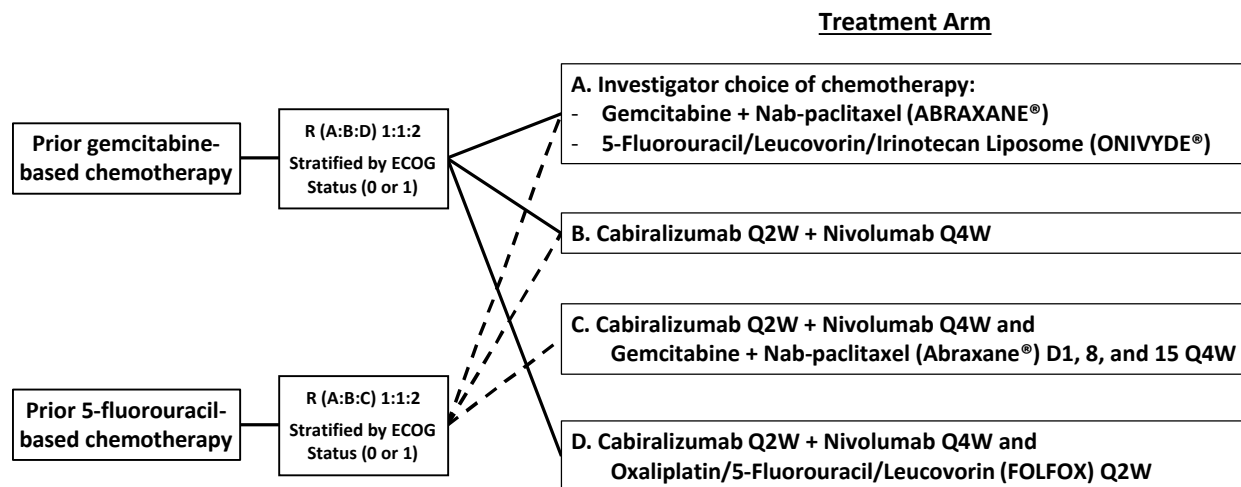 Treatment Arm
Prior gemcitabine-
based chemotherapy
R (A:B:D) 1:1:2
Stratified by ECOG
Status (0 or 1)
A. Investigator choice of chemotherapy:
- Gemcitabine + Nab-paclitaxel (ABRAXANE®)
- 5-Fluorouracil/Leucovorin/Irinotecan Liposome (ONIVYDE®)
B. Cabiralizumab Q2W + Nivolumab Q4W
C. Cabiralizumab Q2W + Nivolumab Q4W and
Gemcitabine + Nab-paclitaxel (Abraxane®) D1, 8, and 15 Q4W
Prior 5-fluorouracil-
based chemotherapy
R (A:B:C) 1:1:2
Stratified by ECOG
Status (0 or 1)
D. Cabiralizumab Q2W + Nivolumab Q4W and
Oxaliplatin/5-Fluorouracil/Leucovorin (FOLFOX) Q2W